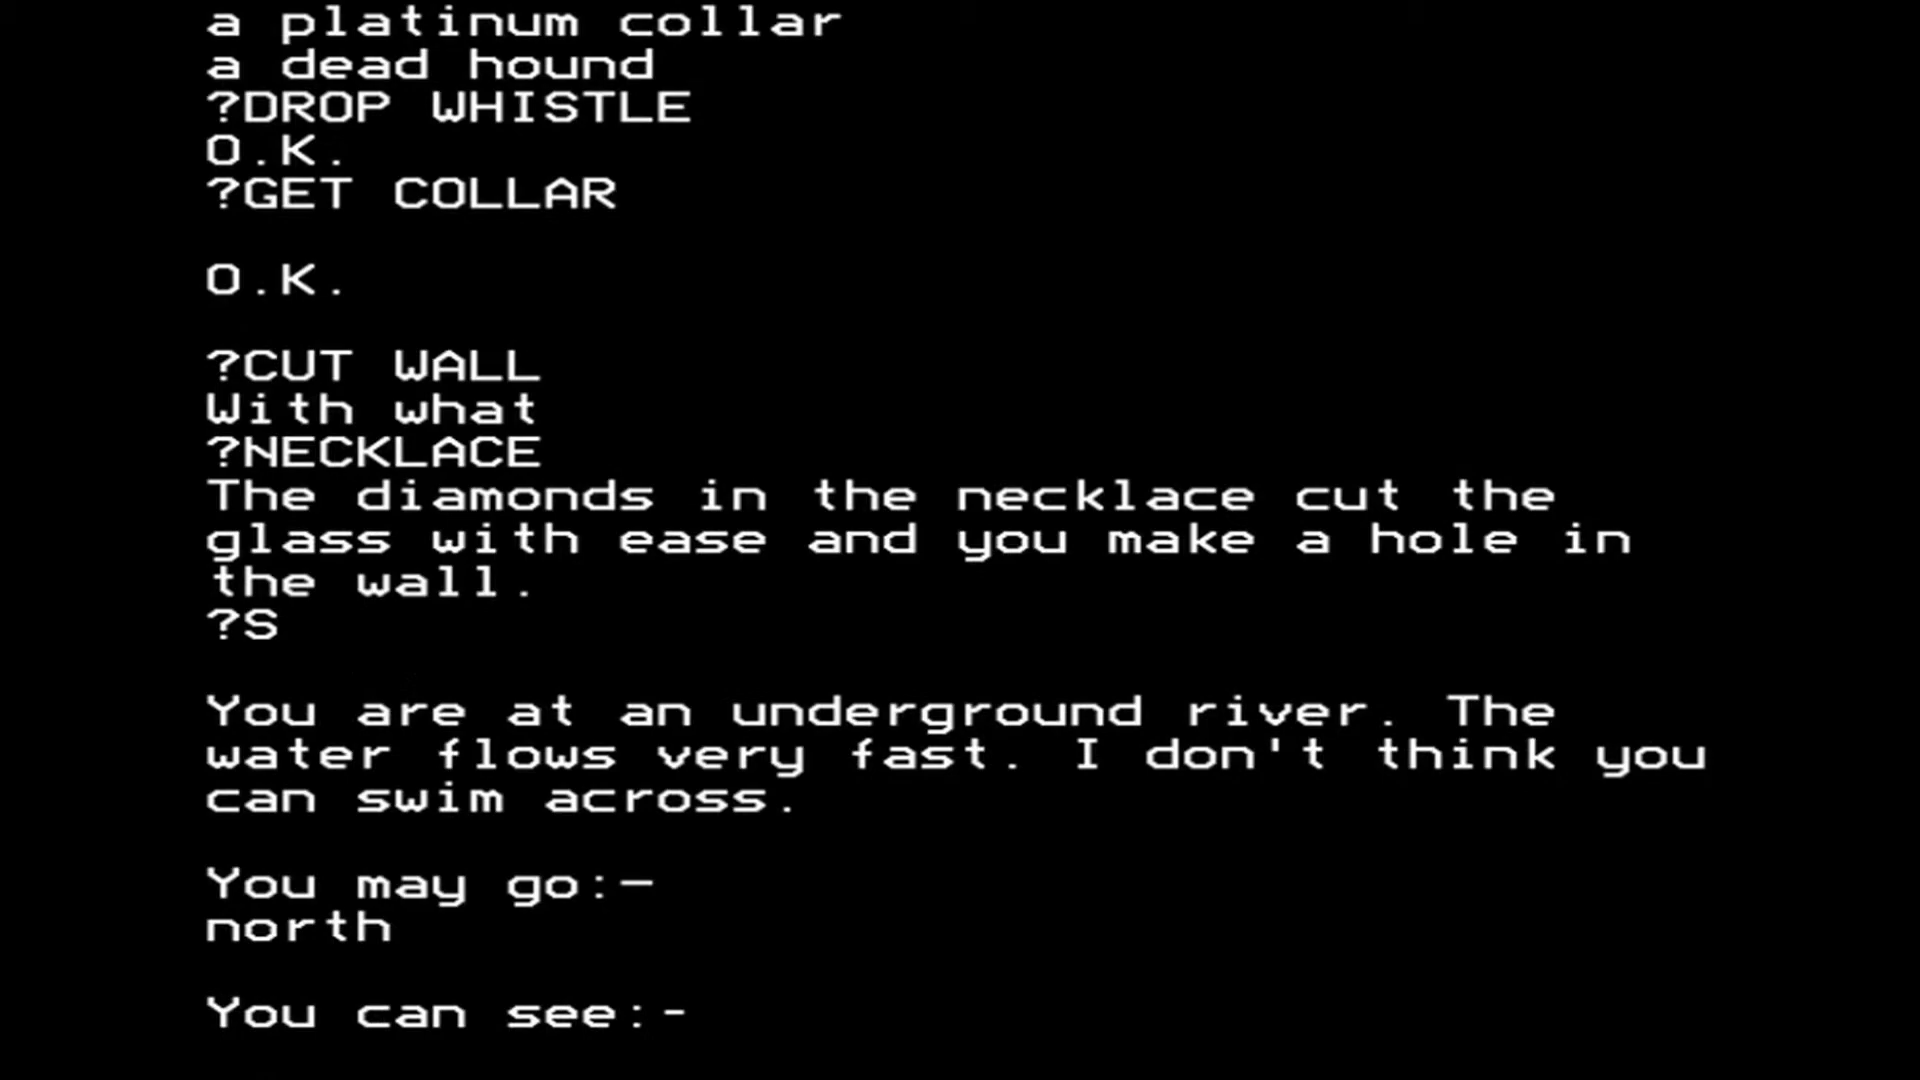 a platinum collar
a dead hound
?DROP WHISTLE
O.K.
?GET COLLAR
O.K.
?CUT WALL
With what
?NECKLACE
The diamonds in the necklace cut the
glass with ease and you make a hole in
the wall.
?S
You are at an underground river. The
water flows very fast. I don't think you
can swim across.
You may go:—
north
You can see:-